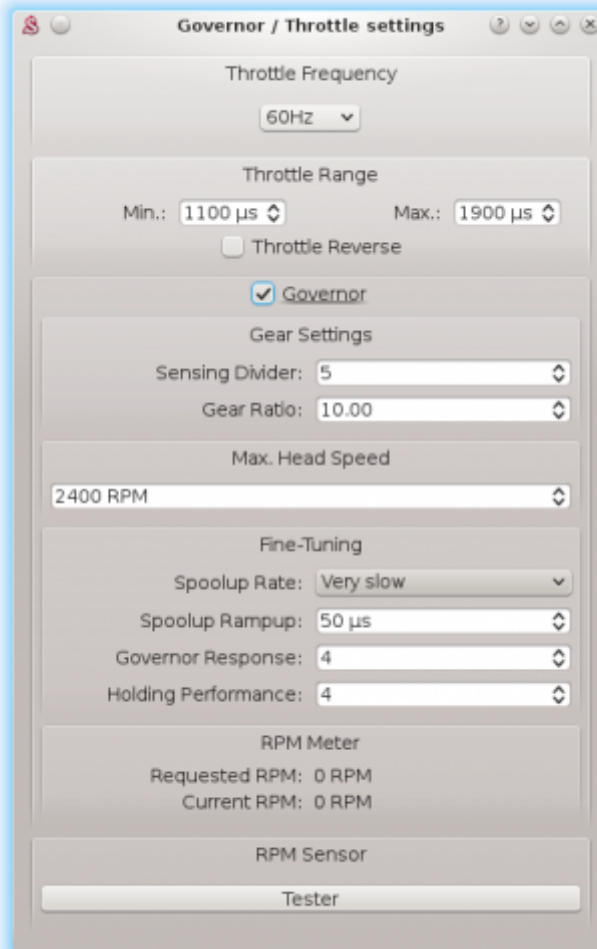 Governor / Throttle settings
Throttle Frequency
60Hz
Throttle Range
Min.: 1100 µs Max.: 1900 µs
Throttle Reverse
Governor
Gear Settings
Sensing Divider: 5
Gear Ratio: 10.00
Max. Head Speed
2400 RPM
Fine-Tuning
Spoolup Rate: Very slow
Spoolup Rampup: 50 µs
Governor Response: 4
Holding Performance: 4
RPM Meter
Requested RPM: 0 RPM
Current RPM: 0 RPM
RPM Sensor
Tester